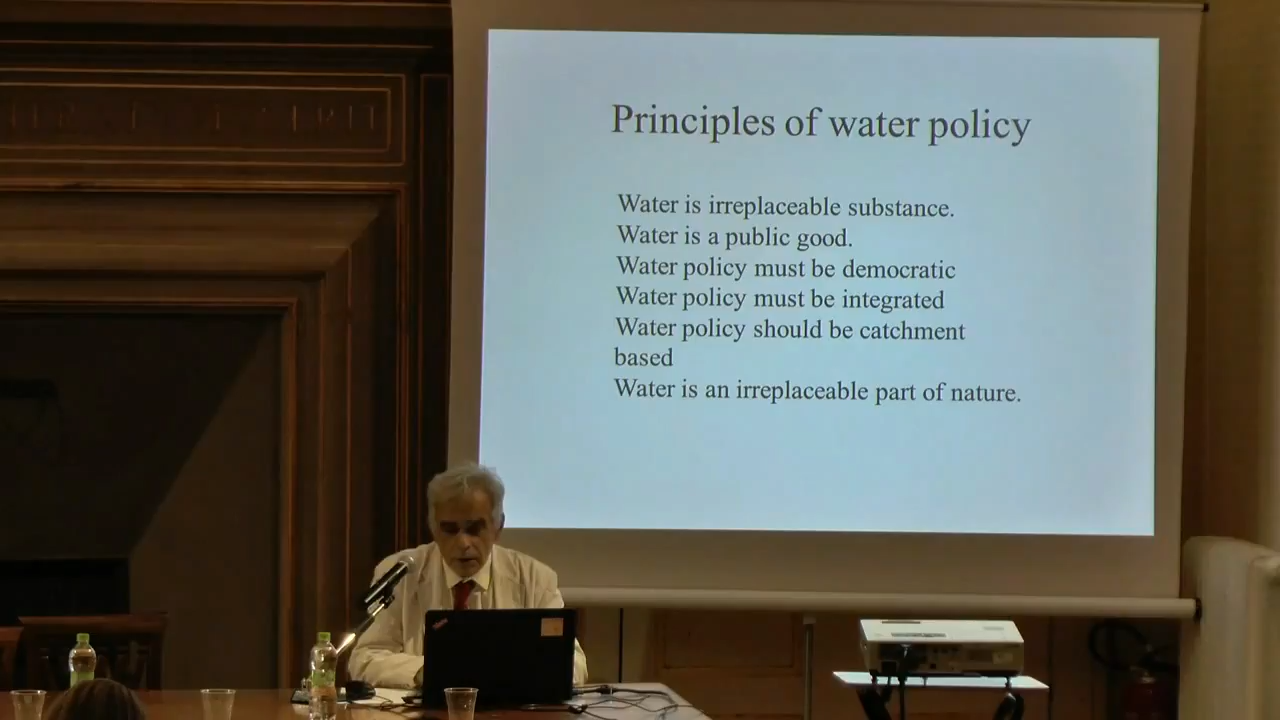 Principles of water policy
Water is irreplaceable substance.
Water is a public good.
Water policy must be democratic
Water policy must be integrated
Water policy should be catchment
based
Water is an irreplaceable part of nature.